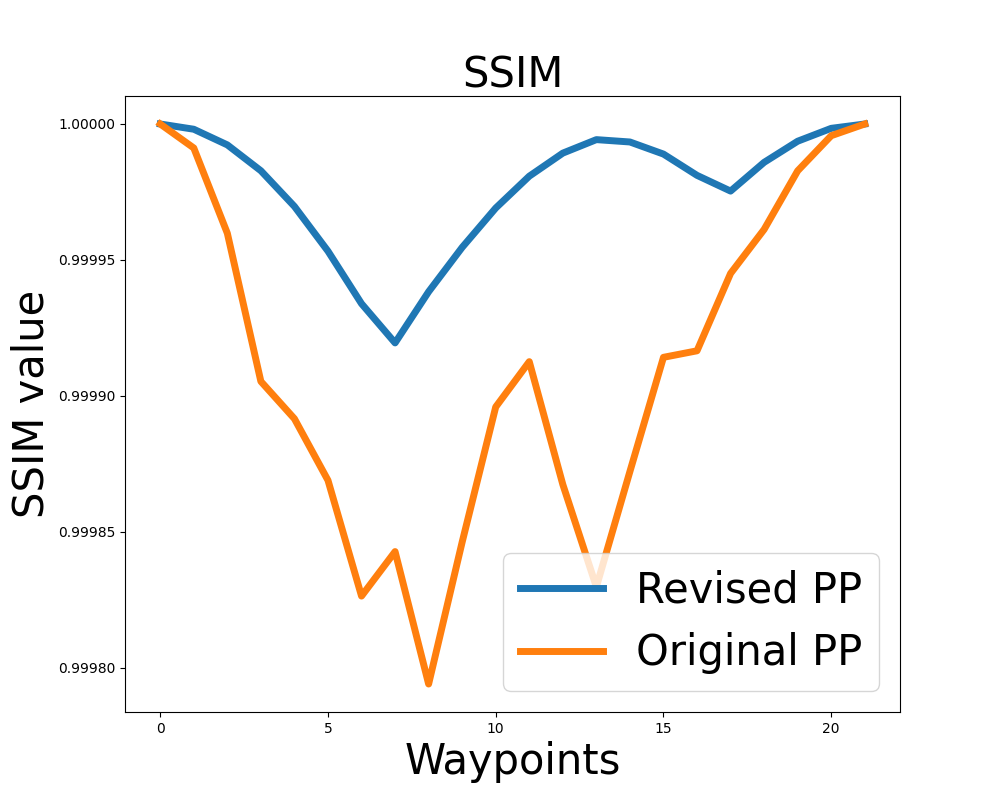 SSIM
1.00000
0.99995
0.99990
0.99985
0.99980
SSIM value
Revised PP
Original PP
0 5 10 15 20
Waypoints